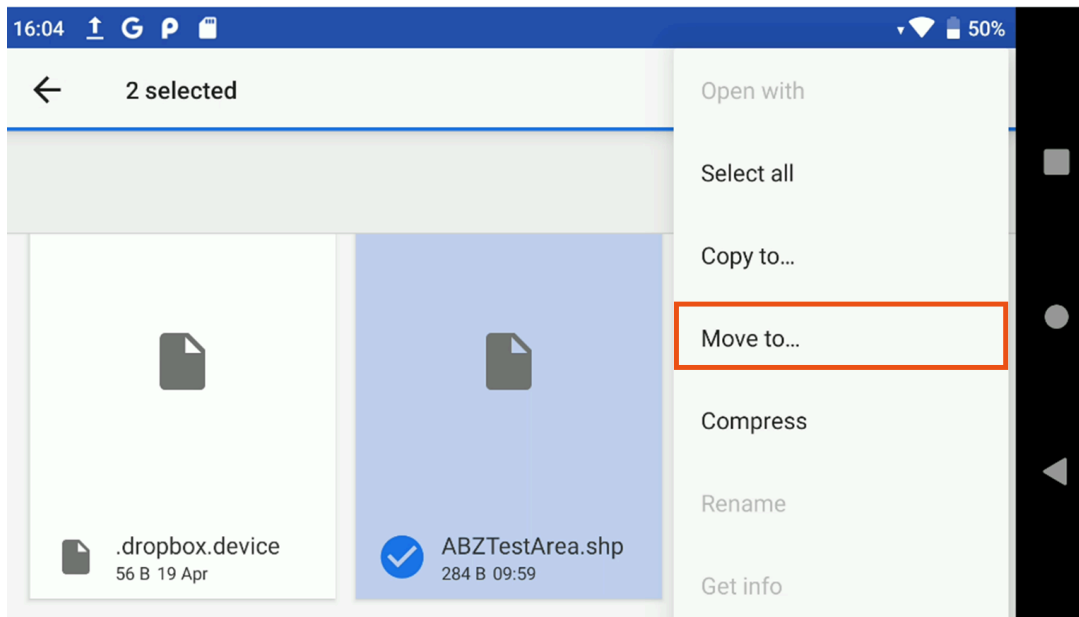 16:04 G P 50%
2 selected
Open with
Select all
Copy to...
Move to...
Compress
Rename
Get info
.dropbox.device
56 B 19 Apr
ABZTestArea.shp
284 B 09:59